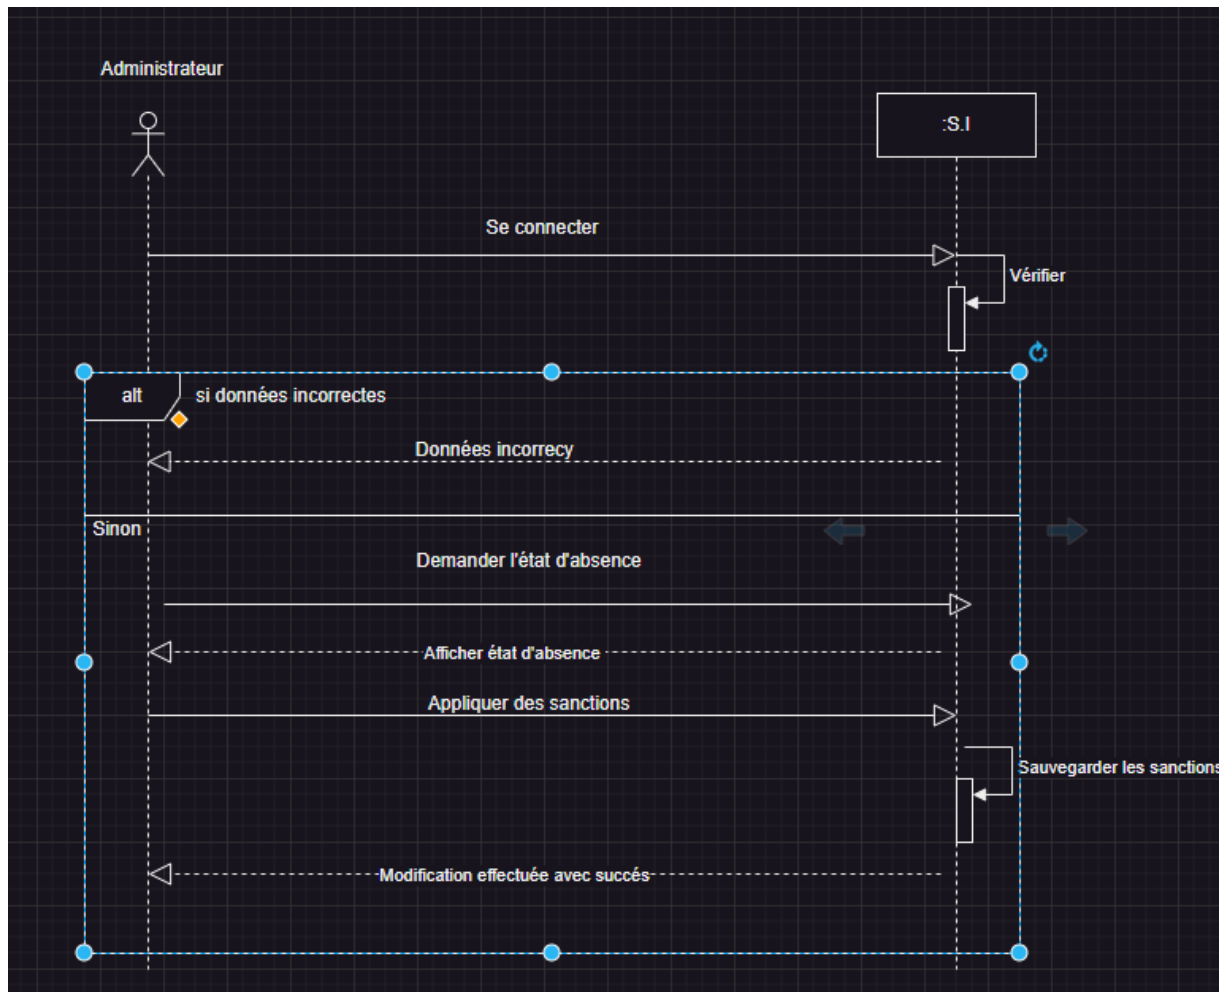 Administrateur
:S.I
Se connecter
Vérifier
alt
si données incorrectes
Données incorrecy
Sinon
Demander l'état d'absence
Afficher état d'absence
Appliquer des sanctions
Sauvegarder les sanctions
Modification effectuée avec succés